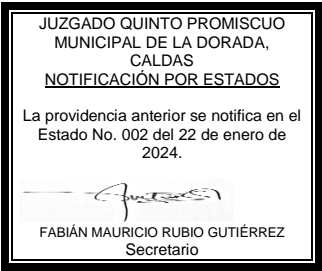 JUZGADO QUINTO PROMISCUO
MUNICIPAL DE LA DORADA,
CALDAS
NOTIFICACIÓN POR ESTADOS
La providencia anterior se notifica en el
Estado No. 002 del 22 de enero de
2024.
FABIÁN MAURICIO RUBIO GUTIÉRREZ
Secretario